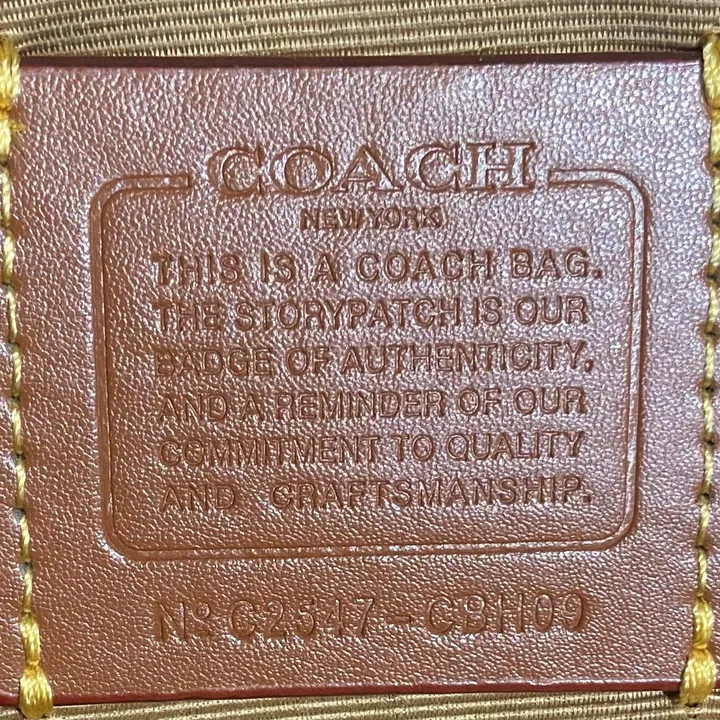 COACH
NEW YORK
THIS IS A COACH BAG.
THE STORYPATCH IS OUR
BADGE OF AUTHENTICITY,
AND A REMINDER OF OUR
COMMITMENT TO QUALITY
AND CRAFTSMANSHIP.
Nº C2547-CBH09